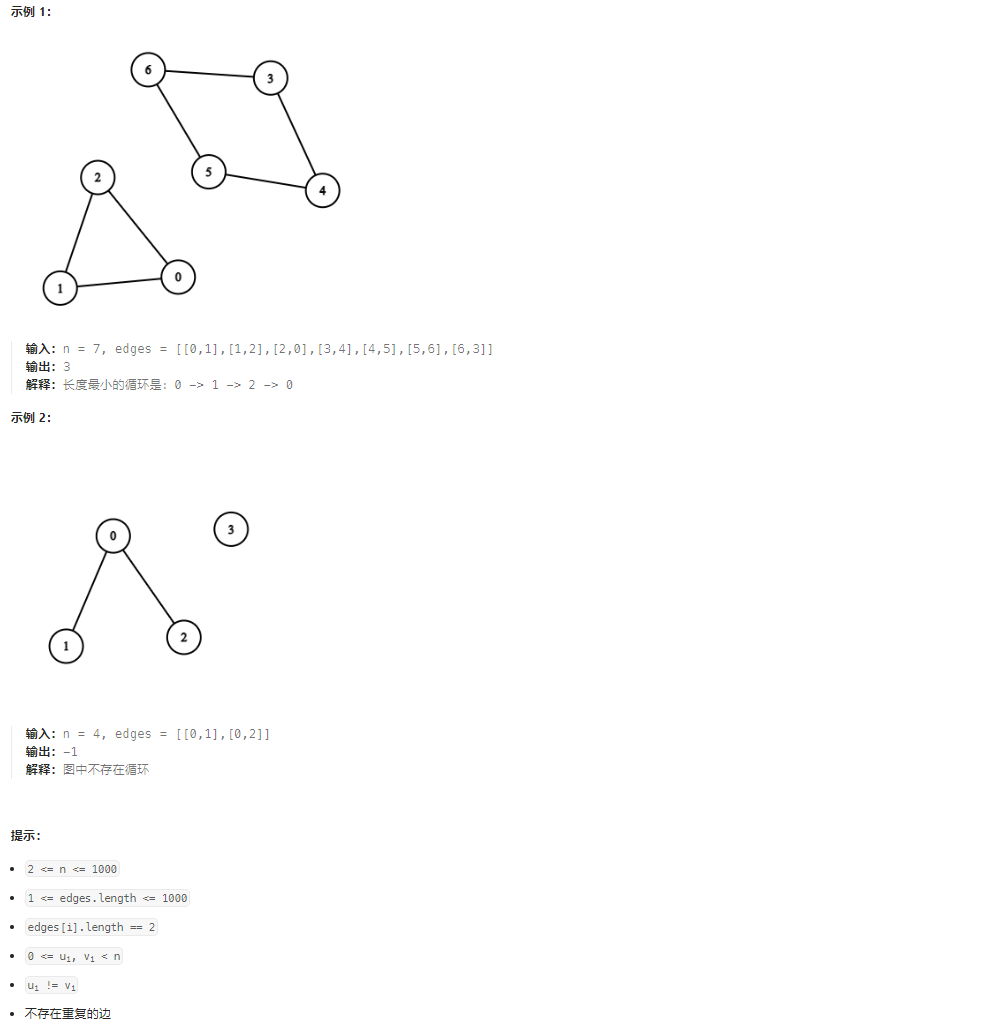 示例 1：
6
3
5
4
2
0
1
输入：n = 7, edges = [[0,1],[1,2],[2,0],[3,4],[4,5],[5,6],[6,3]]
输出：3
解释：长度最小的循环是：0 -> 1 -> 2 -> 0
示例 2：
3
0
2
1
输入：n = 4, edges = [[0,1],[0,2]]
输出：-1
解释：图中不存在循环
提示：
2 <= n <= 1000
1 <= edges.length <= 1000
edges[i].length == 2
0 <= uᵢ, vᵢ < n
uᵢ != vᵢ
不存在重复的边